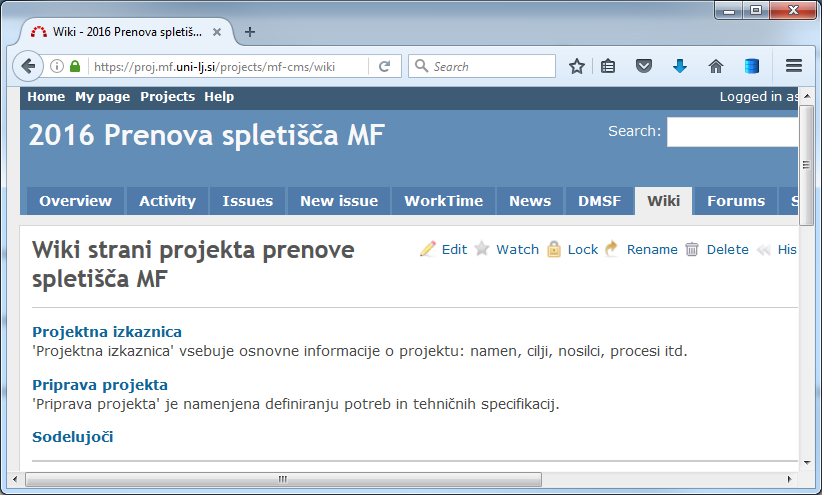 Wiki - 2016 Prenova spletiš...
https://proj.mf.uni-lj.si/projects/mf-cms/wiki
Search
Home My page Projects Help Logged in as
2016 Prenova spletišča MF Search:
Overview Activity Issues New issue WorkTime News DMSF Wiki Forums S
Wiki strani projekta prenove
spletišča MF
Edit Watch Lock Rename Delete His
Projektna izkaznica
'Projektna izkaznica' vsebuje osnovne informacije o projektu: namen, cilji, nosilci, procesi itd.
Priprava projekta
'Priprava projekta' je namenjena definiranju potreb in tehničnih specifikacij.
Sodelujoči